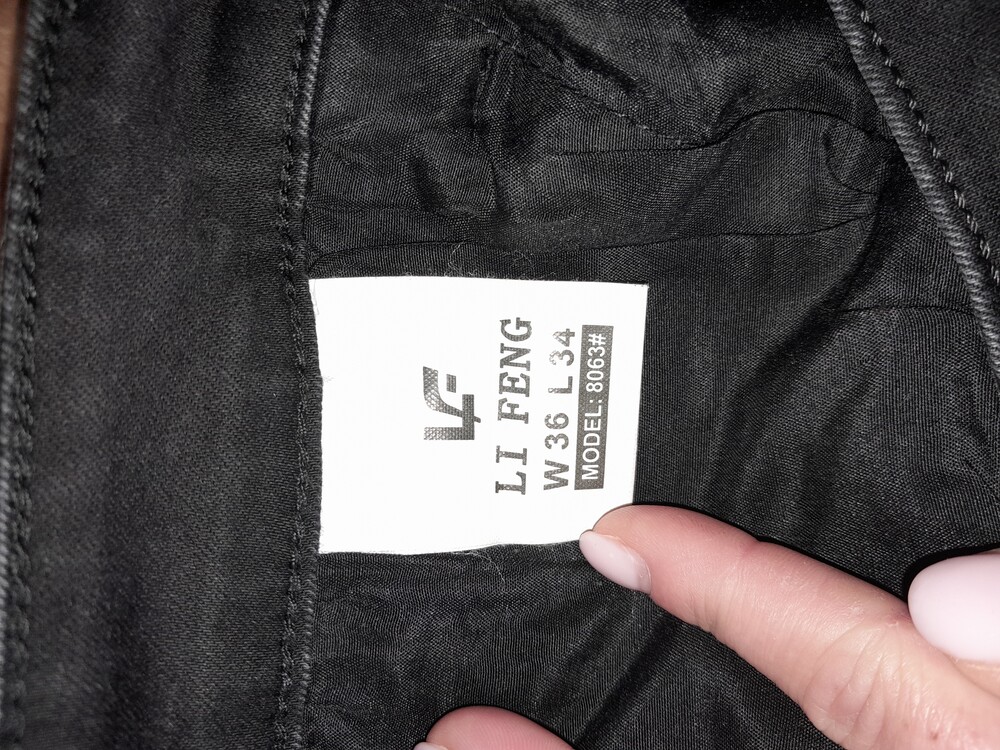 LF
LI FENG
W 36 L 34
MODEL: 8063#